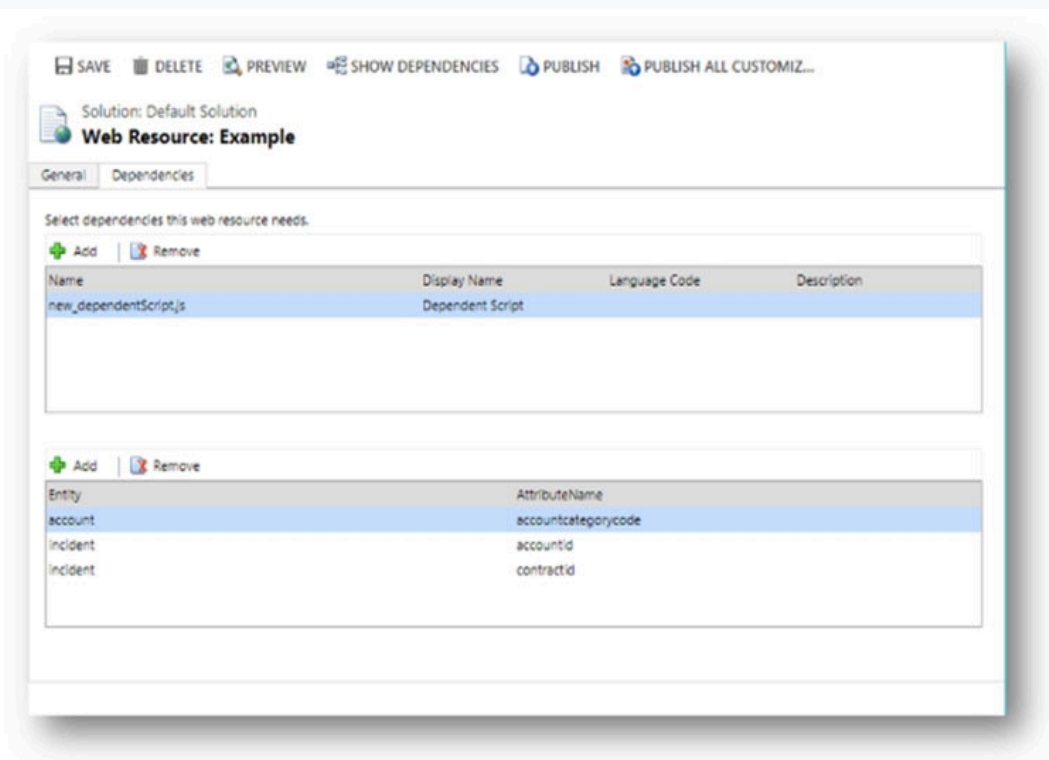 SAVE DELETE PREVIEW SHOW DEPENDENCIES PUBLISH PUBLISH ALL CUSTOMIZ...
Solution: Default Solution
Web Resource: Example
General Dependencies
Select dependencies this web resource needs.
Add Remove
Name Display Name Language Code Description
new_dependentScript.js Dependent Script
Add Remove
Entity AttributeName
account accountcategorycode
incident accountid
incident contractid